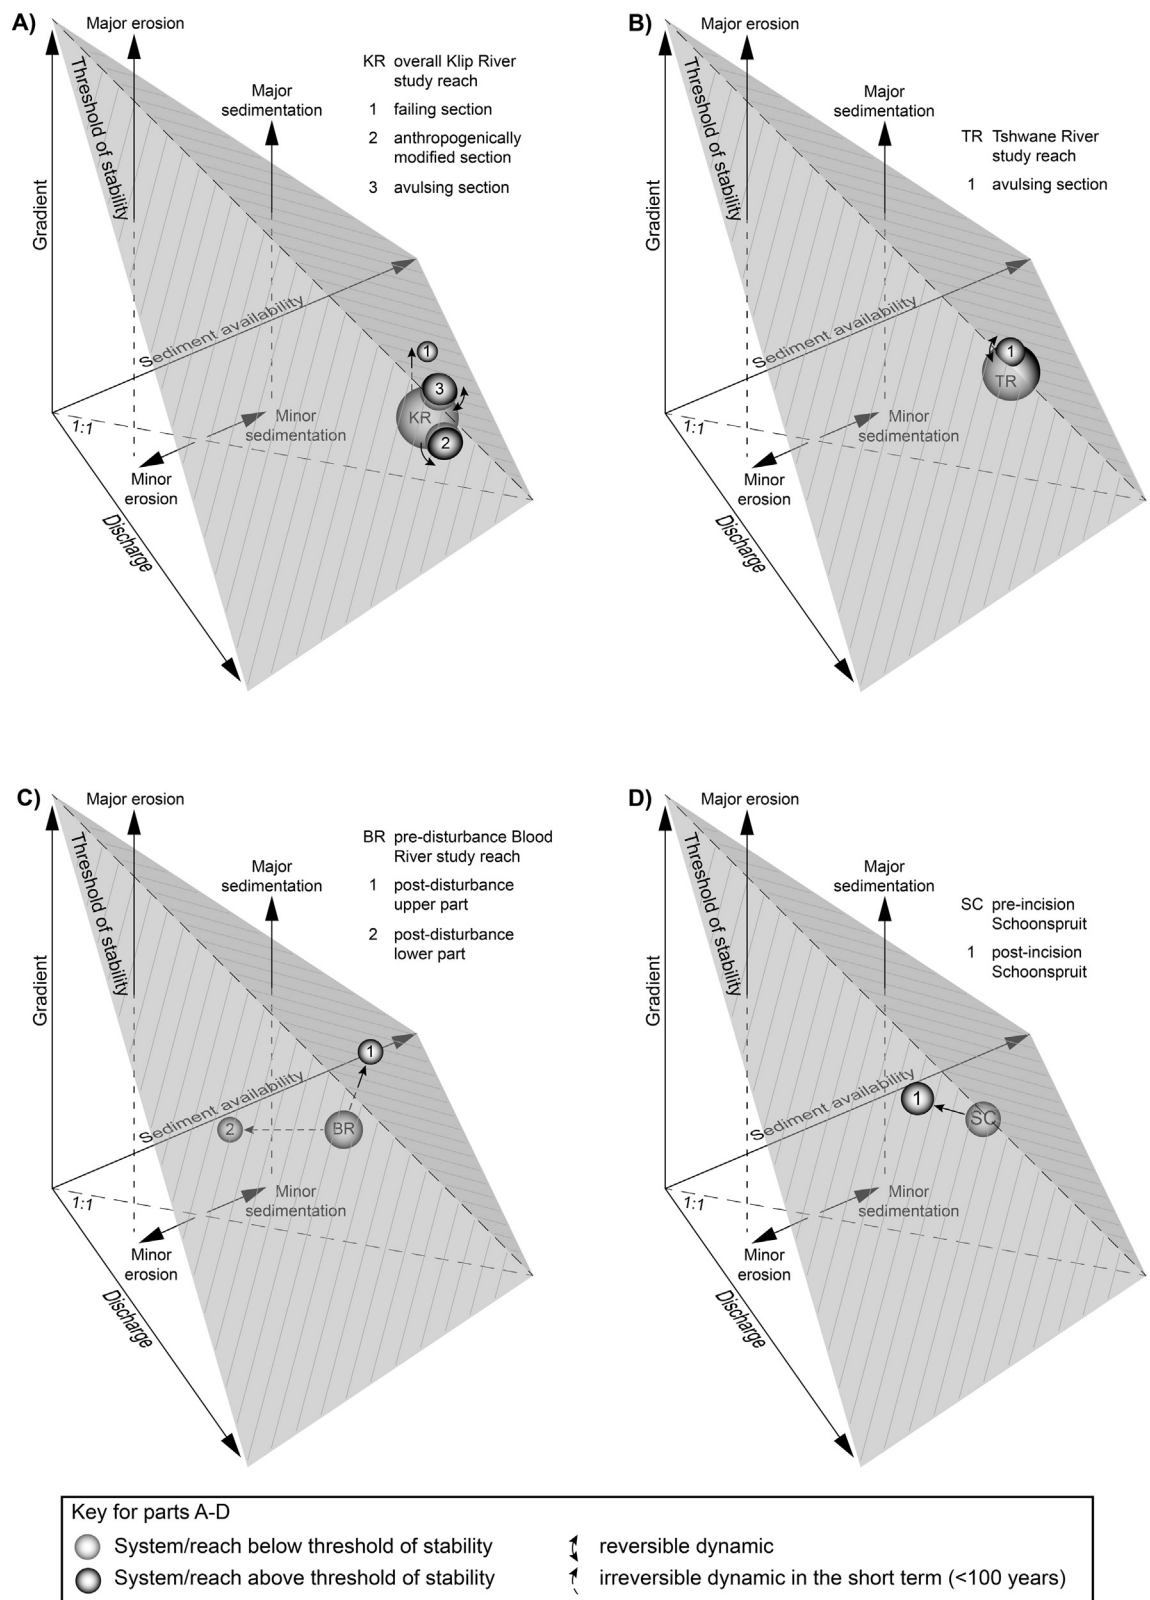 A)
Major erosion
Threshold of stability
Major
sedimentation
Gradient
KR overall Klip River
study reach
1 failing section
2 anthropogenically
modified section
3 avulsing section
Sediment availability
1
3
KR
2
1:1
Minor
sedimentation
Minor
erosion
Discharge
B)
Major erosion
Threshold of stability
Major
sedimentation
Gradient
TR Tshwane River
study reach
1 avulsing section
Sediment availability
1
TR
1:1
Minor
sedimentation
Minor
erosion
Discharge
C)
Major erosion
Threshold of stability
Major
sedimentation
Gradient
BR pre-disturbance Blood
River study reach
1 post-disturbance
upper part
2 post-disturbance
lower part
Sediment availability
1
2
BR
1:1
Minor
sedimentation
Minor
erosion
Discharge
D)
Major erosion
Threshold of stability
Major
sedimentation
Gradient
SC pre-incision
Schoonspruit
1 post-incision
Schoonspruit
Sediment availability
1
SC
1:1
Minor
sedimentation
Minor
erosion
Discharge
Key for parts A-D
System/reach below threshold of stability
reversible dynamic
System/reach above threshold of stability
irreversible dynamic in the short term (<100 years)